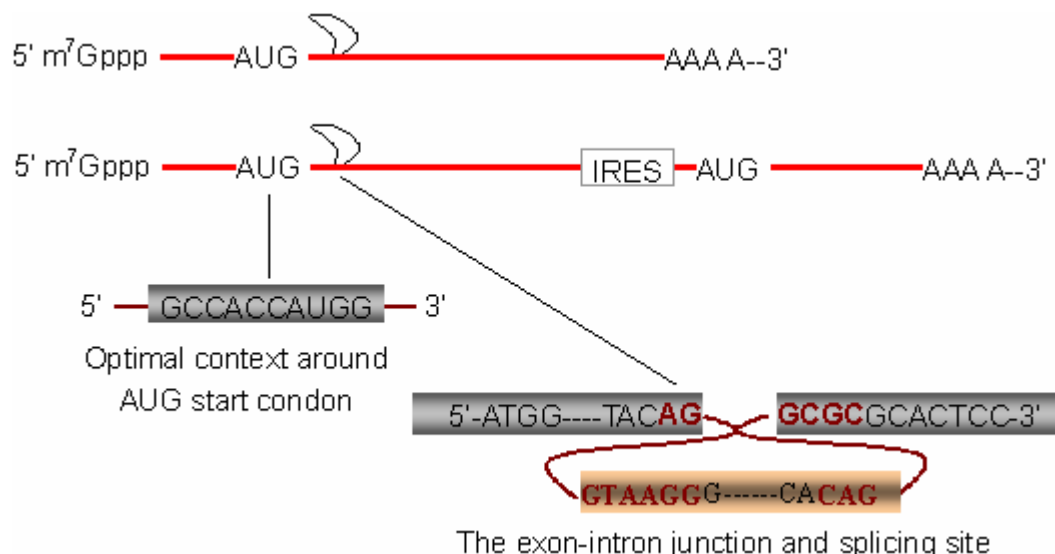 5' m⁷Gppp AUG AAA A--3'
5' m⁷Gppp AUG IRES AUG AAA A--3'
5' GCCACCAUGG 3'
Optimal context around
AUG start condon
5'-ATGG----TACAG GCGCGCACTCC-3'
GTAAGGG------CACAG
The exon-intron junction and splicing site